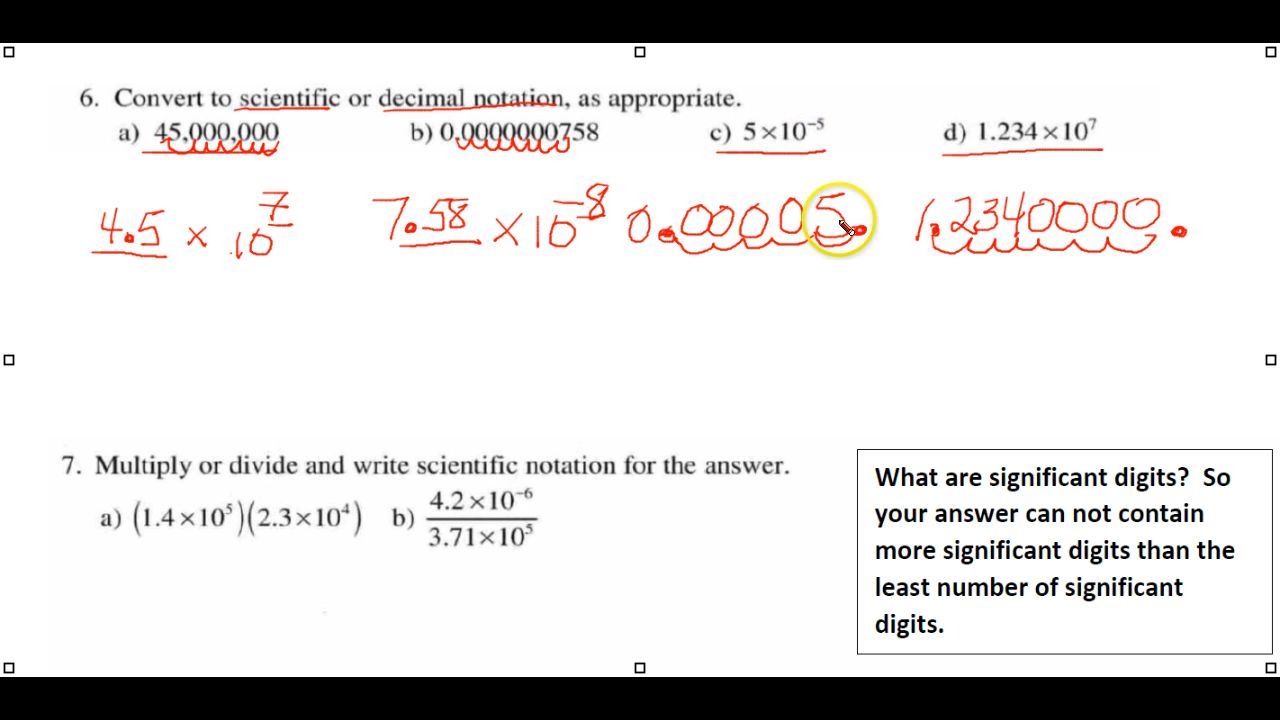 6. Convert to scientific or decimal notation, as appropriate.
a) 45,000,000 b) 0.0000000758 c) 5×10⁻⁵ d) 1.234×10⁷
4.5 × 10⁷ 7.58 × 10⁻⁸ 0.00005. 1.2340000.
7. Multiply or divide and write scientific notation for the answer.
a) (1.4×10⁵)(2.3×10⁴) b) 4.2×10⁻⁶
3.71×10⁵
What are significant digits? So
your answer can not contain
more significant digits than the
least number of significant
digits.